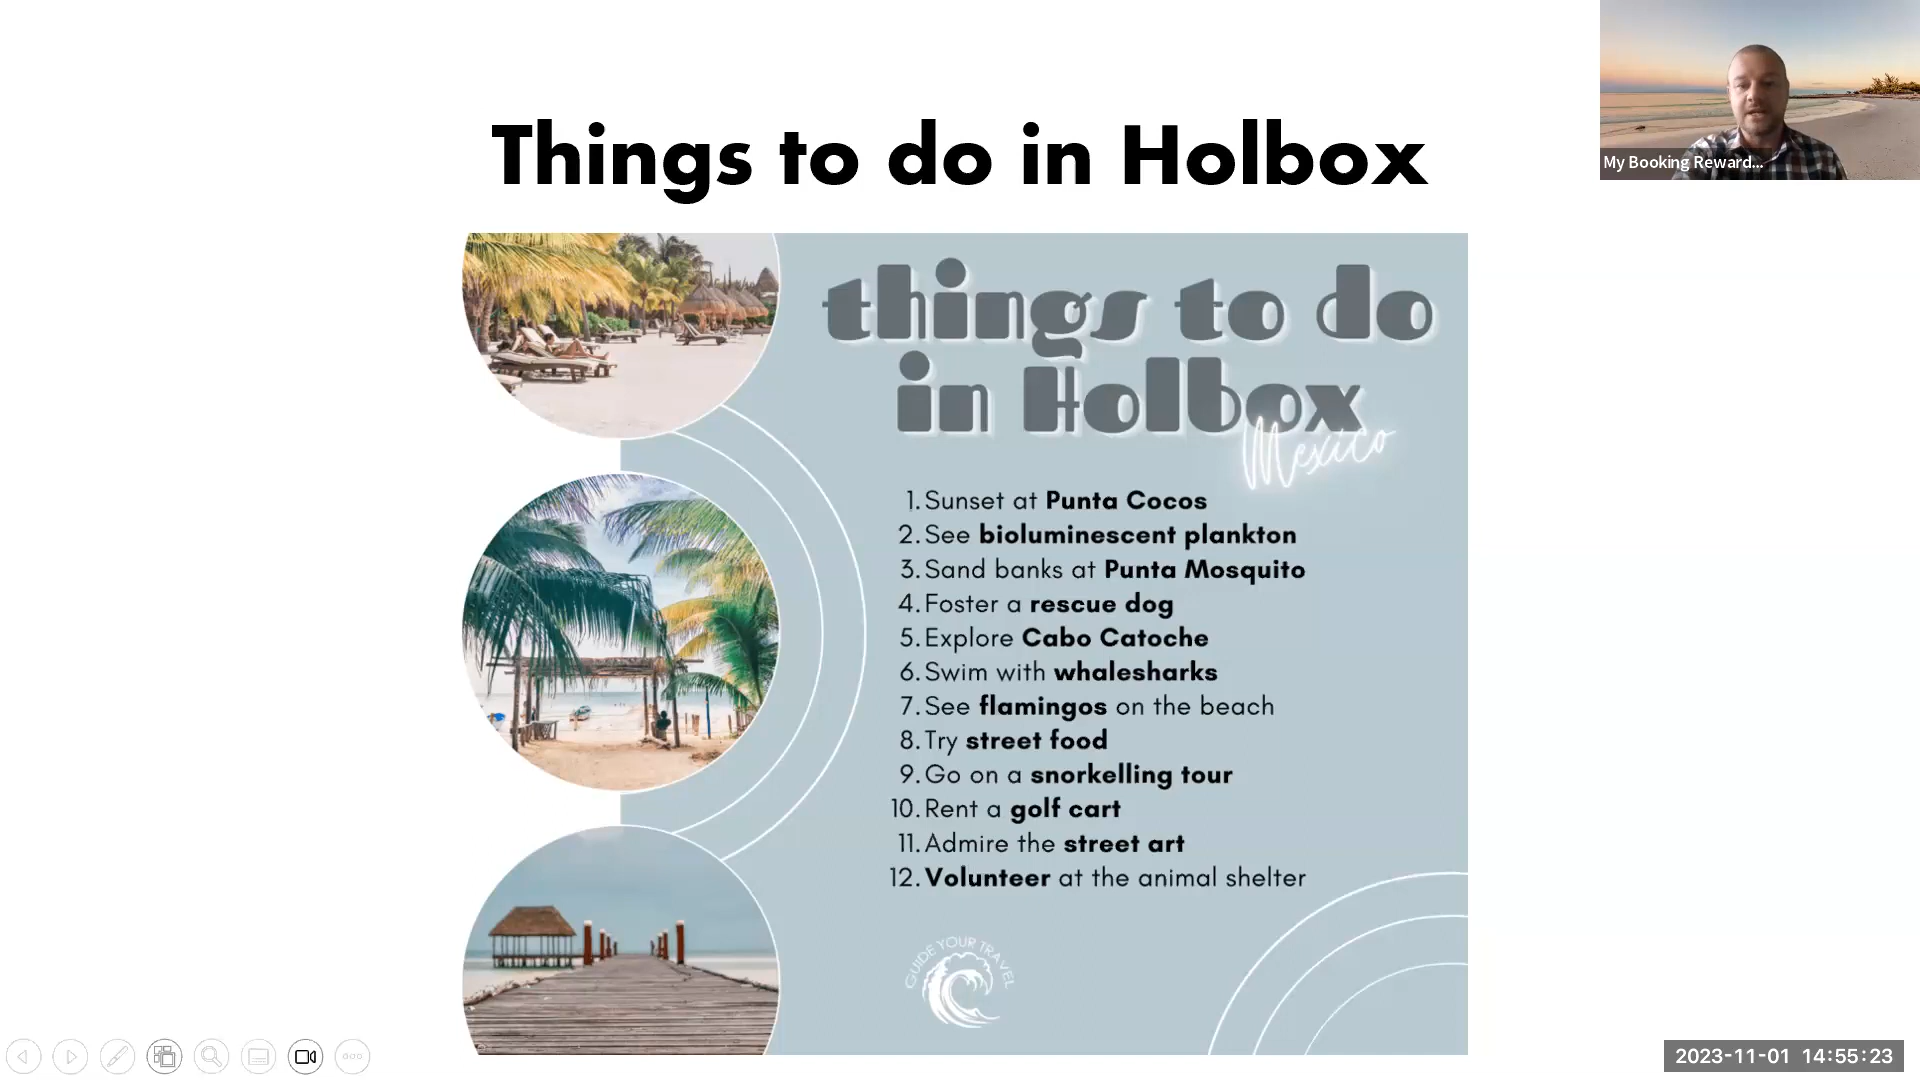 Things to do in Holbox
My Booking Reward...
things to do
in Holbox
Mexico
1. Sunset at Punta Cocos
2. See bioluminescent plankton
3. Sand banks at Punta Mosquito
4. Foster a rescue dog
5. Explore Cabo Catoche
6. Swim with whalesharks
7. See flamingos on the beach
8. Try street food
9. Go on a snorkelling tour
10. Rent a golf cart
11. Admire the street art
12. Volunteer at the animal shelter
GUIDE YOUR TRAVEL
2023-11-01 14:55:23